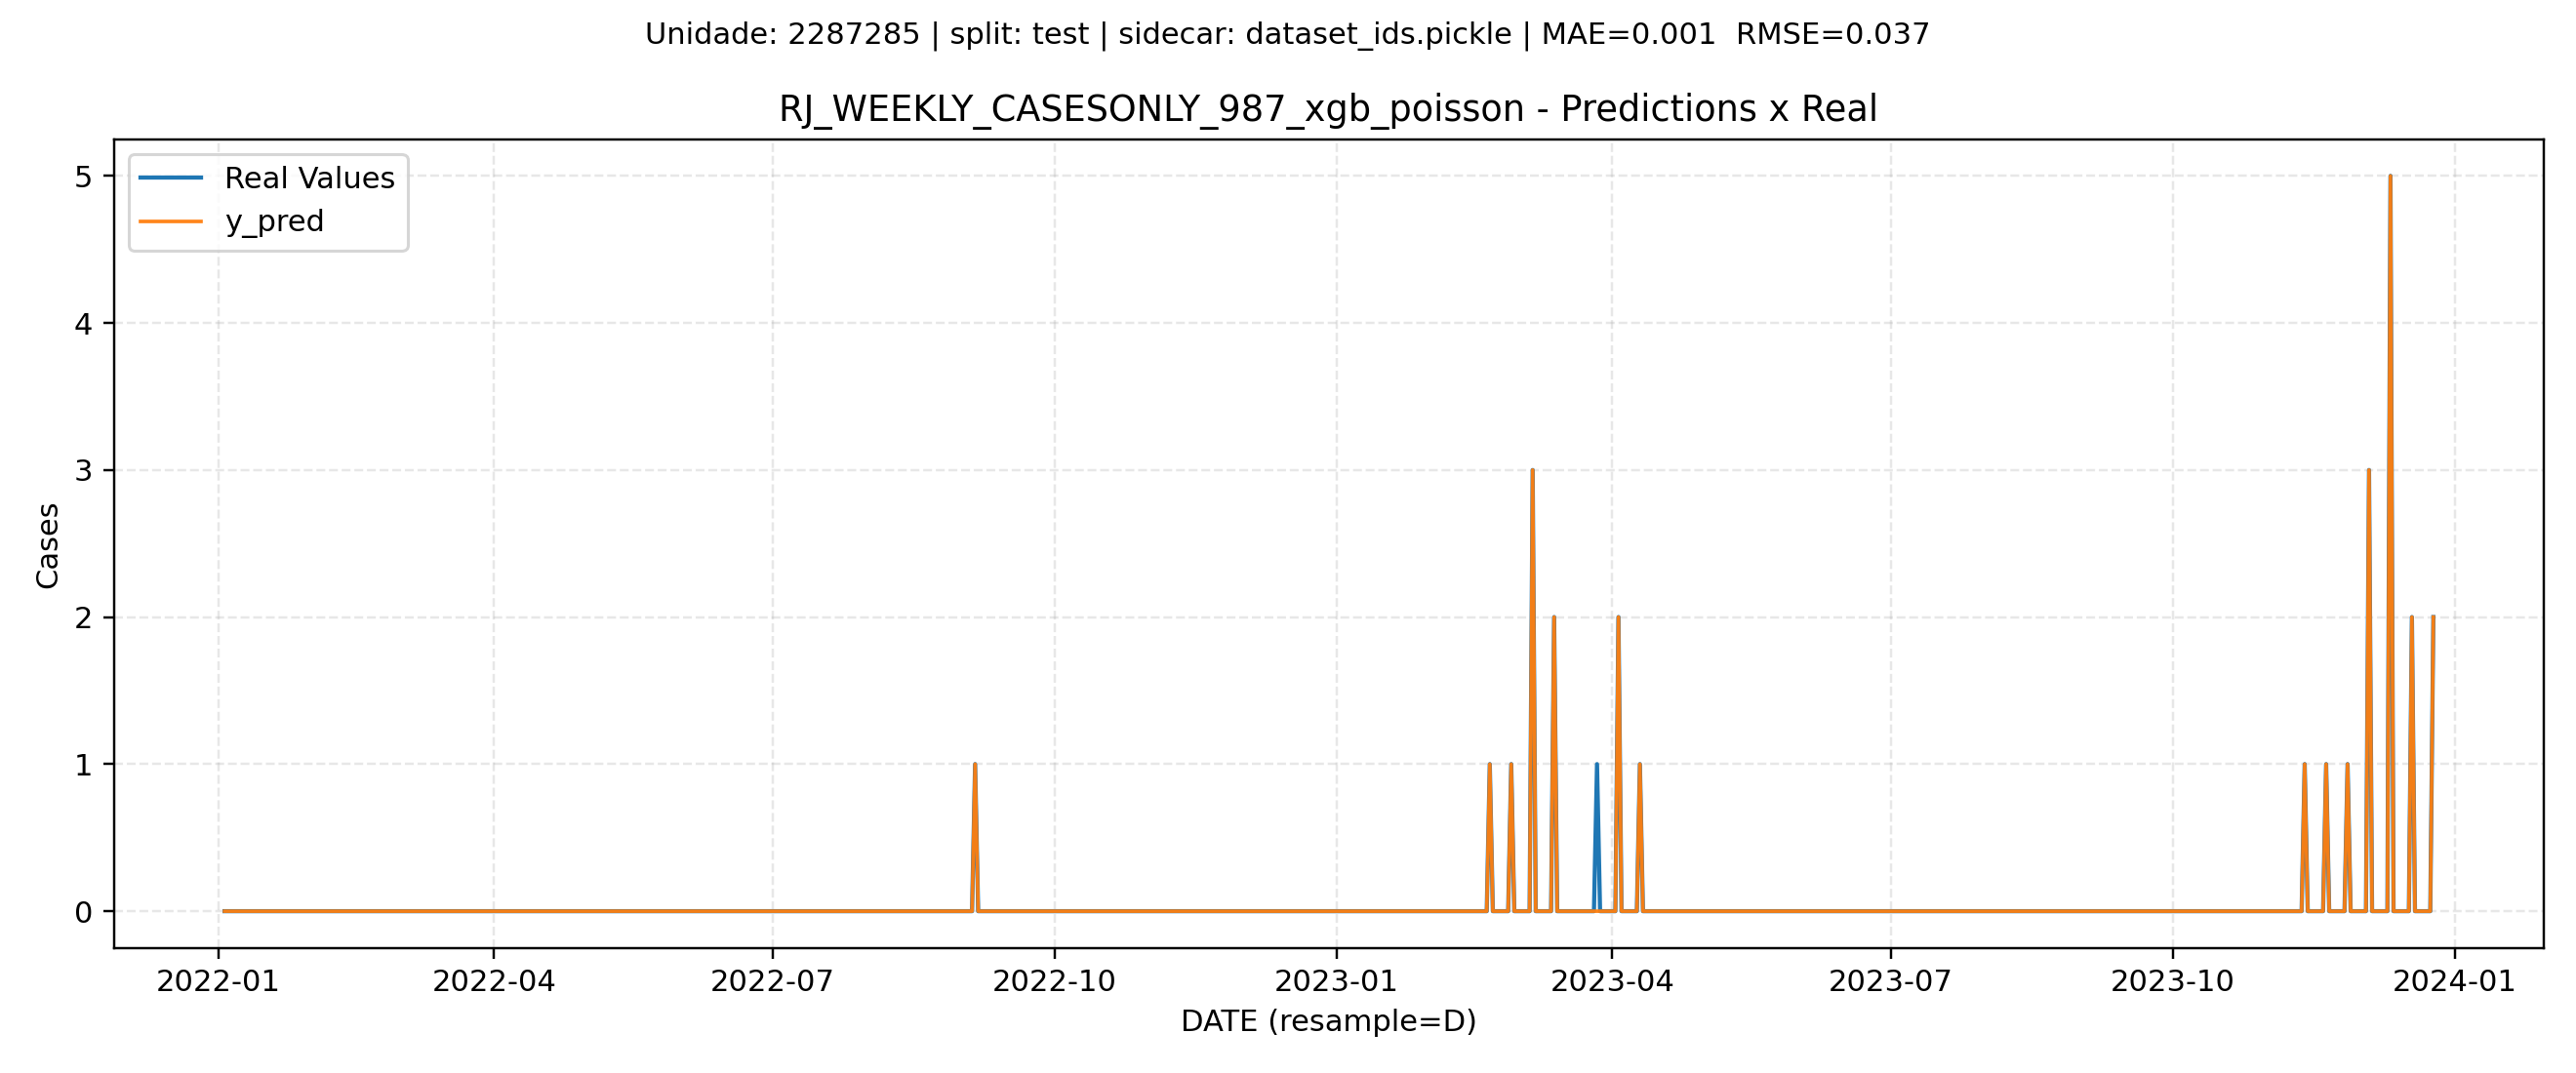 Unidade: 2287285 | split: test | sidecar: dataset_ids.pickle | MAE=0.001  RMSE=0.037
RJ_WEEKLY_CASESONLY_987_xgb_poisson - Predictions x Real
Real Values
y_pred
5
4
3
2
1
0
Cases
2022-01
2022-04
2022-07
2022-10
2023-01
2023-04
2023-07
2023-10
2024-01
DATE (resample=D)